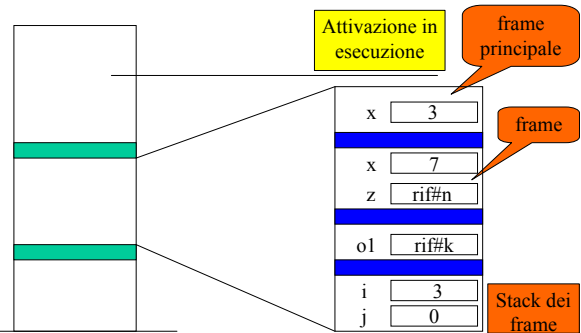 Attivazione in
esecuzione
frame
principale
x 3
frame
x 7
z rif#n
o1 rif#k
i 3
j 0
Stack dei
frame